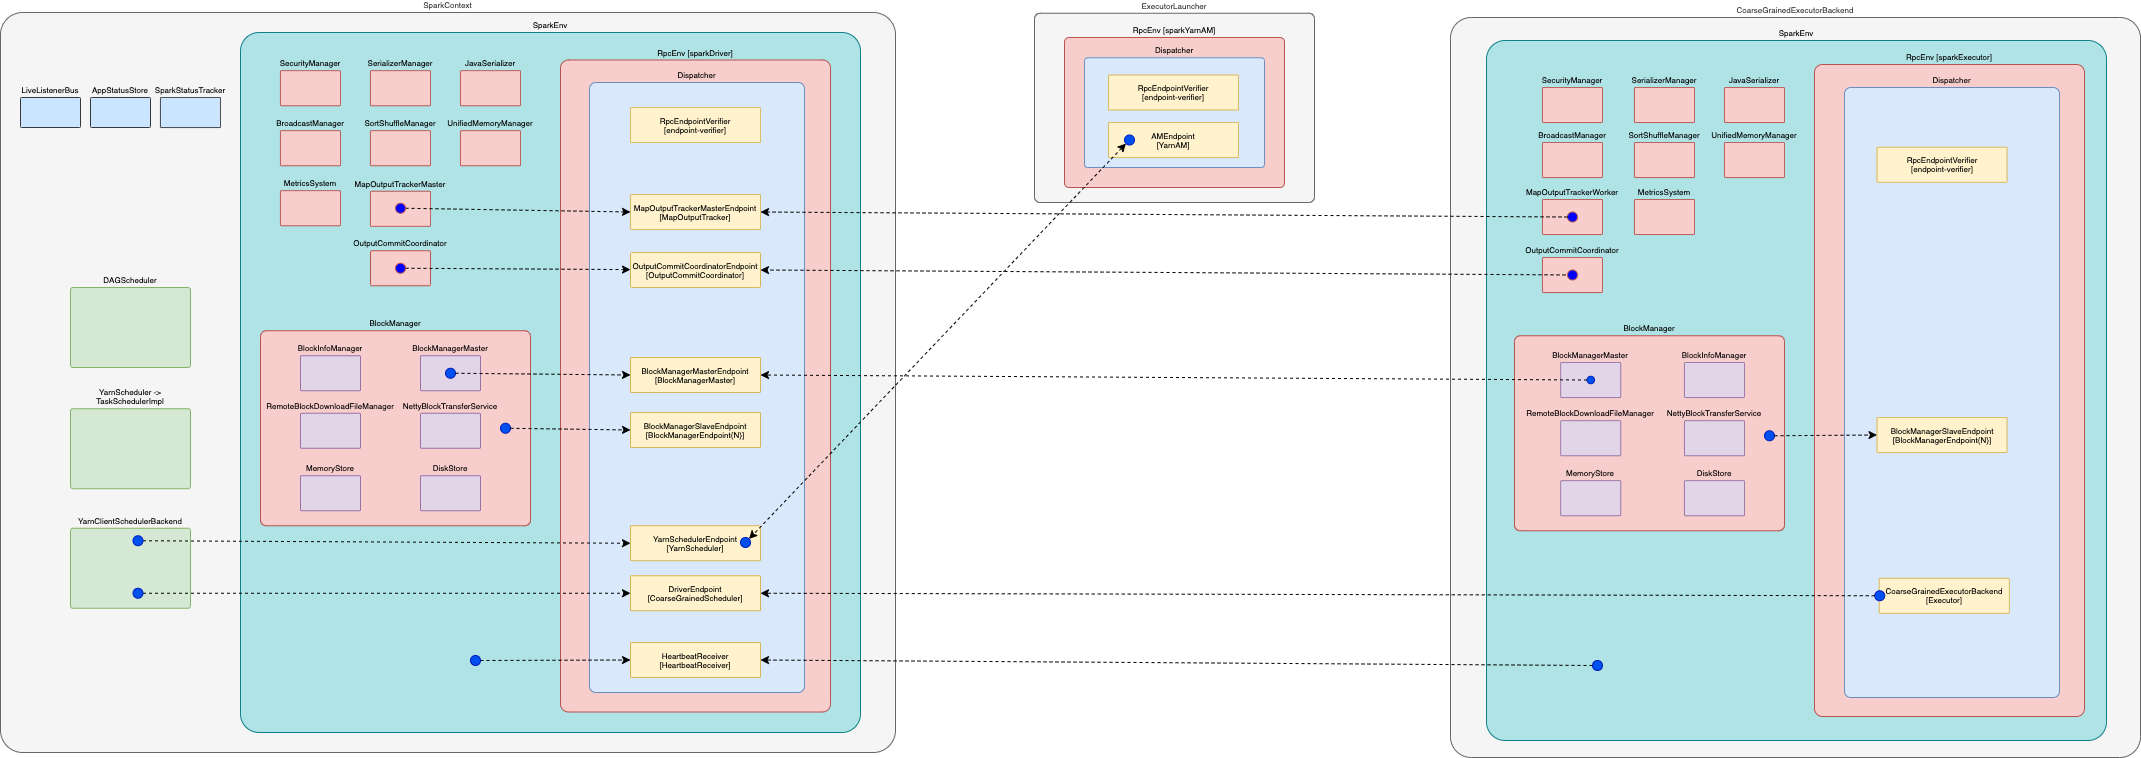 SparkContext
SparkEnv
LiveListenerBus
AppStatusStore
SparkStatusTracker
DAGScheduler
YarnScheduler ->
TaskSchedulerImpl
YarnClientSchedulerBackend
SecurityManager
SerializerManager
JavaSerializer
BroadcastManager
SortShuffleManager
UnifiedMemoryManager
MetricsSystem
MapOutputTrackerMaster
OutputCommitCoordinator
BlockManager
BlockInfoManager
BlockManagerMaster
RemoteBlockDownloadFileManager
NettyBlockTransferService
MemoryStore
DiskStore
RpcEnv [sparkDriver]
Dispatcher
RpcEndpointVerifier
[endpoint-verifier]
MapOutputTrackerMasterEndpoint
[MapOutputTracker]
OutputCommitCoordinatorEndpoint
[OutputCommitCoordinator]
BlockManagerMasterEndpoint
[BlockManagerMaster]
BlockManagerSlaveEndpoint
[BlockManagerEndpoint(N)]
YarnSchedulerEndpoint
[YarnScheduler]
DriverEndpoint
[CoarseGrainedScheduler]
HeartbeatReceiver
[HeartbeatReceiver]
ExecutorLauncher
RpcEnv [sparkYarnAM]
Dispatcher
RpcEndpointVerifier
[endpoint-verifier]
AMEndpoint
[YarnAM]
CoarseGrainedExecutorBackend
SparkEnv
SecurityManager
SerializerManager
JavaSerializer
BroadcastManager
SortShuffleManager
UnifiedMemoryManager
MapOutputTrackerWorker
MetricsSystem
OutputCommitCoordinator
BlockManager
BlockManagerMaster
BlockInfoManager
RemoteBlockDownloadFileManager
NettyBlockTransferService
MemoryStore
DiskStore
RpcEnv [sparkExecutor]
Dispatcher
RpcEndpointVerifier
[endpoint-verifier]
BlockManagerSlaveEndpoint
[BlockManagerEndpoint(N)]
CoarseGrainedExecutorBackend
[Executor]